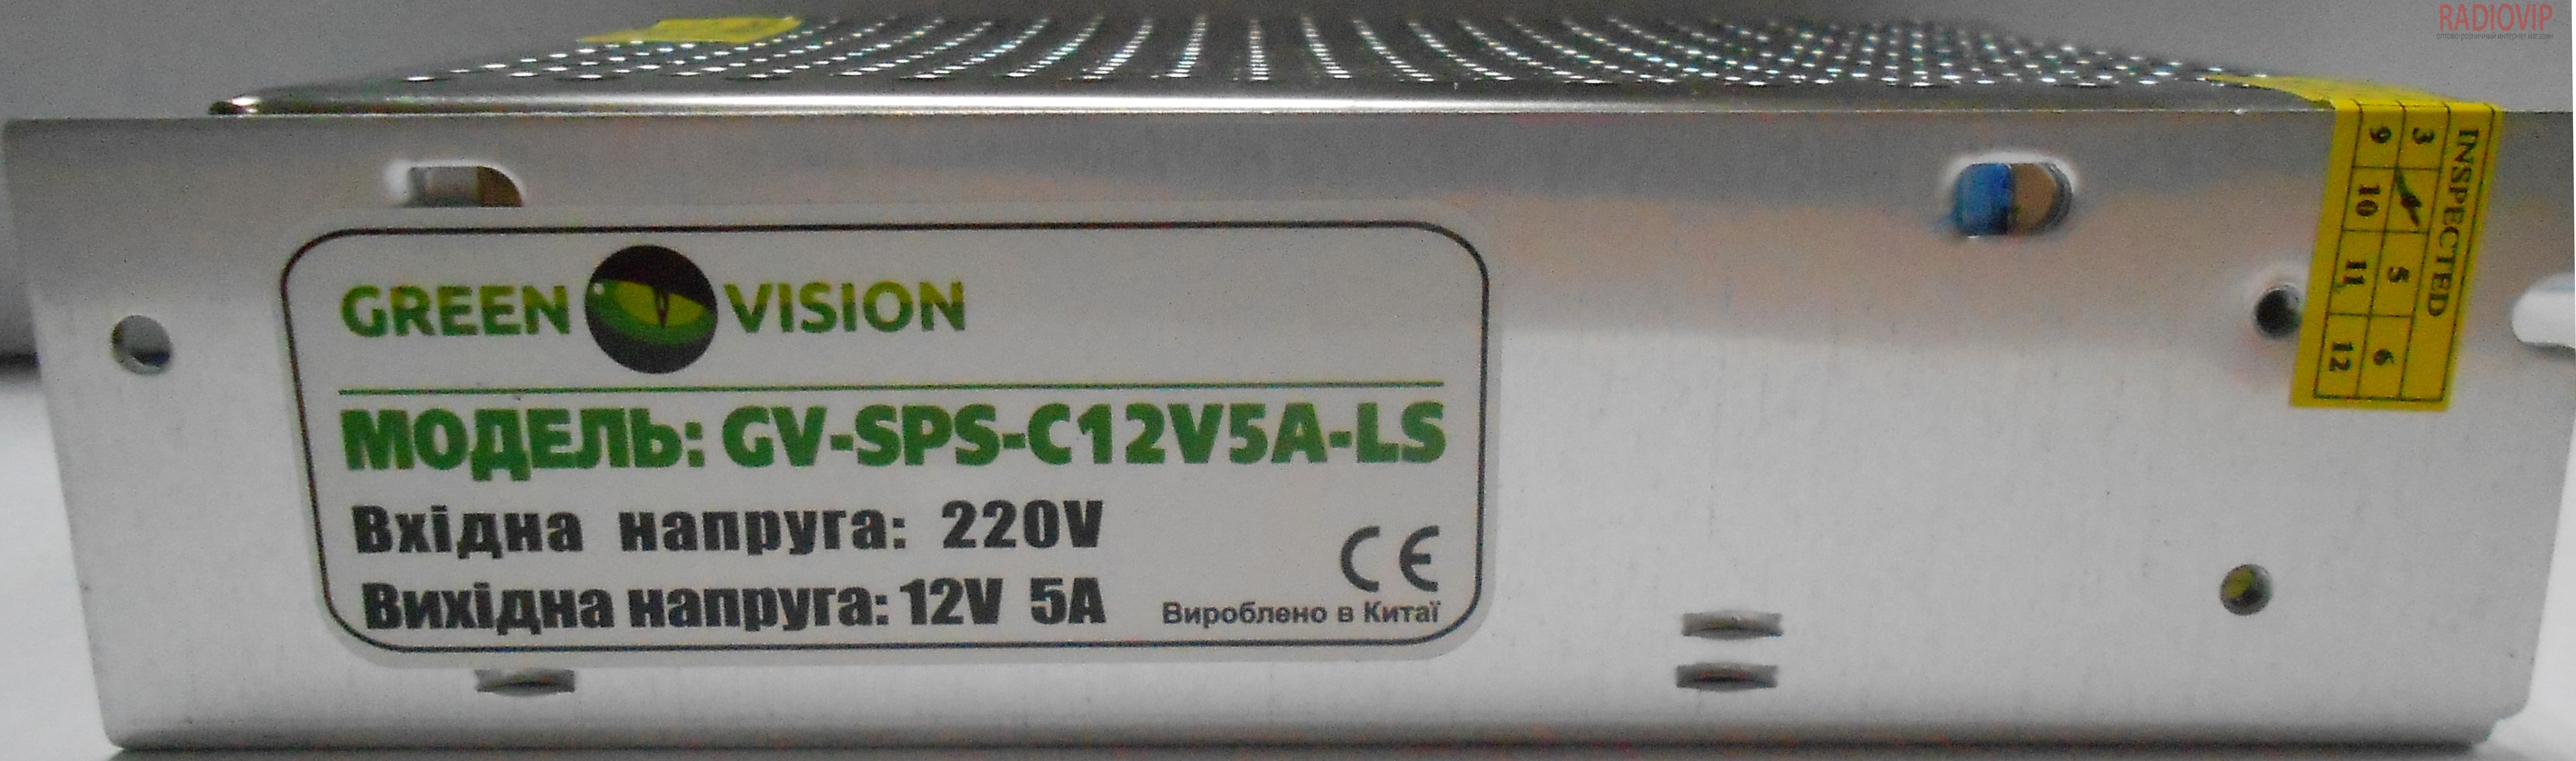 RADIOVIP
GREEN VISION
МОДЕЛЬ: GV-SPS-C12V5A-LS
Вхідна напруга: 220V
Вихідна напруга: 12V 5A
CE
Вироблено в Китаї
INSPECTED
3 5 6
9 10 11 12